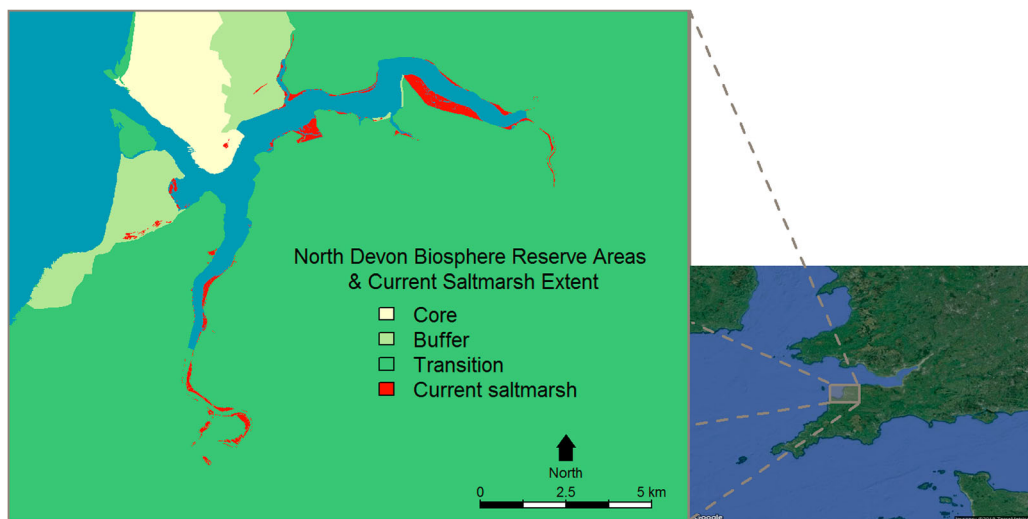 North Devon Biosphere Reserve Areas
& Current Saltmarsh Extent
Core
Buffer
Transition
Current saltmarsh
North
0 2.5 5 km
Google